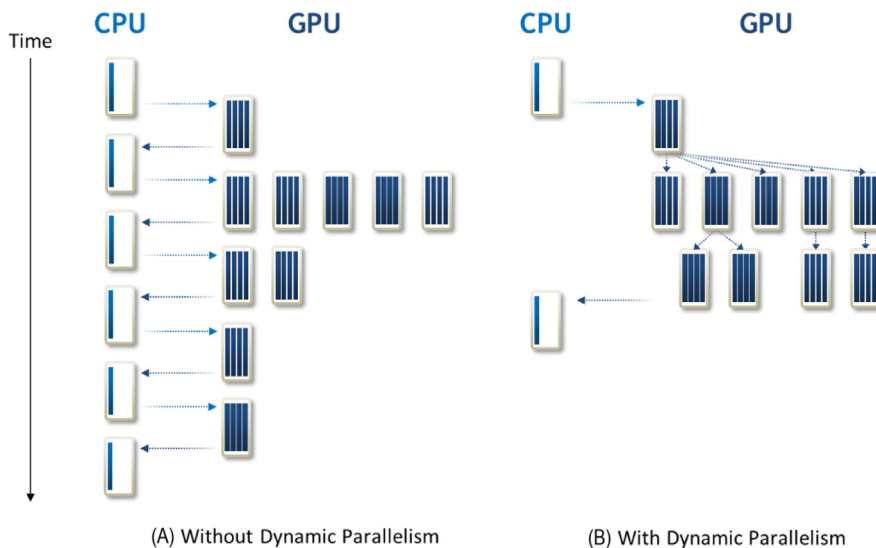 CPU GPU CPU GPU
Time
(A) Without Dynamic Parallelism (B) With Dynamic Parallelism